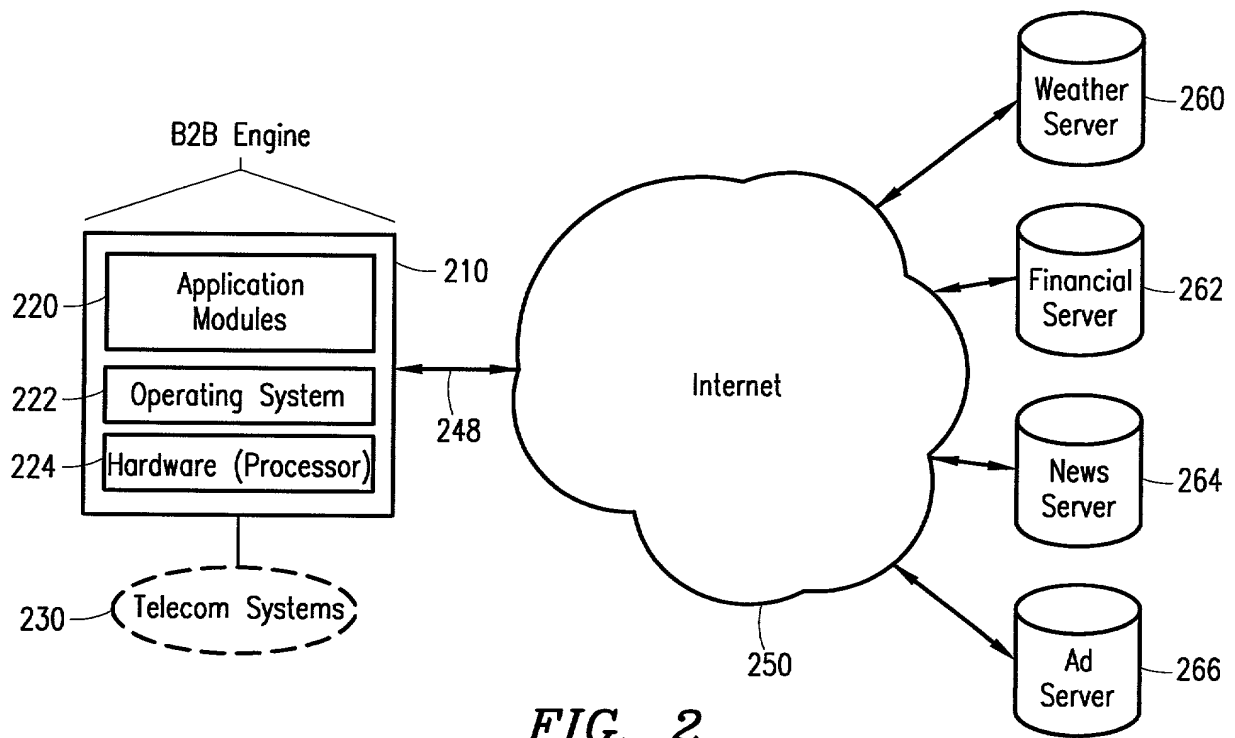 B2B Engine
210
220
Application
Modules
222
Operating System
224
Hardware (Processor)
230
Telecom Systems
248
Internet
250
Weather
Server
260
Financial
Server
262
News
Server
264
Ad
Server
266
FIG. 2